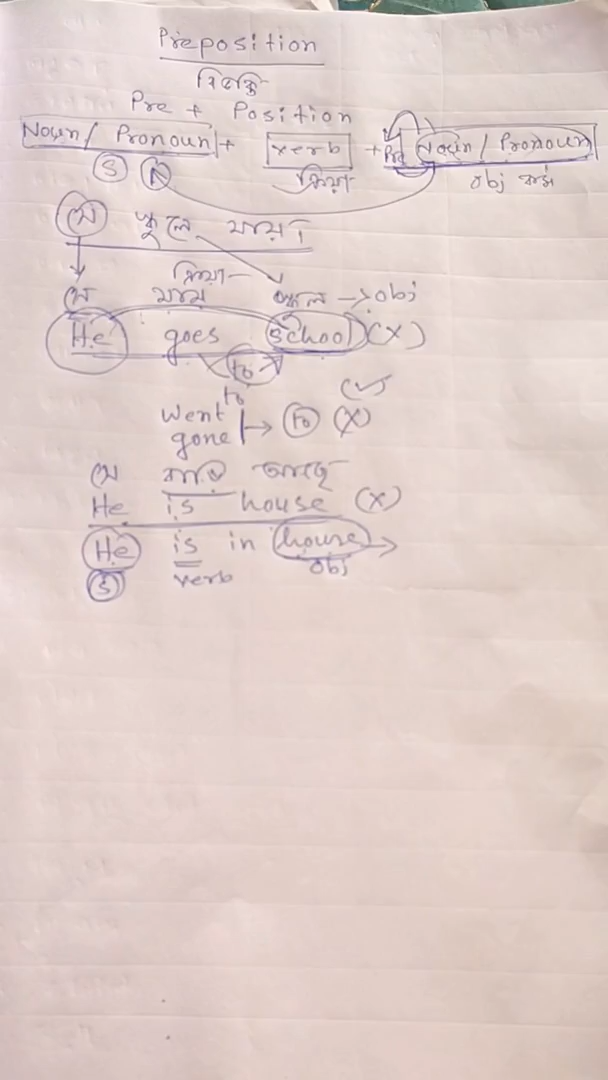 Preposition
বিভক্তি
Pre + Position
Noun / Pronoun + verb + Pre Noun / Pronoun
S ক্রিয়া obj কর্ম
সে স্কুলে যায়।
ক্রিয়া
সে যায় স্কুল → obj
He goes school (x)
to
to (✓)
went
gone → to (x)
সে বাড়ি আছে
He is house (x)
He is in house →
S verb obj